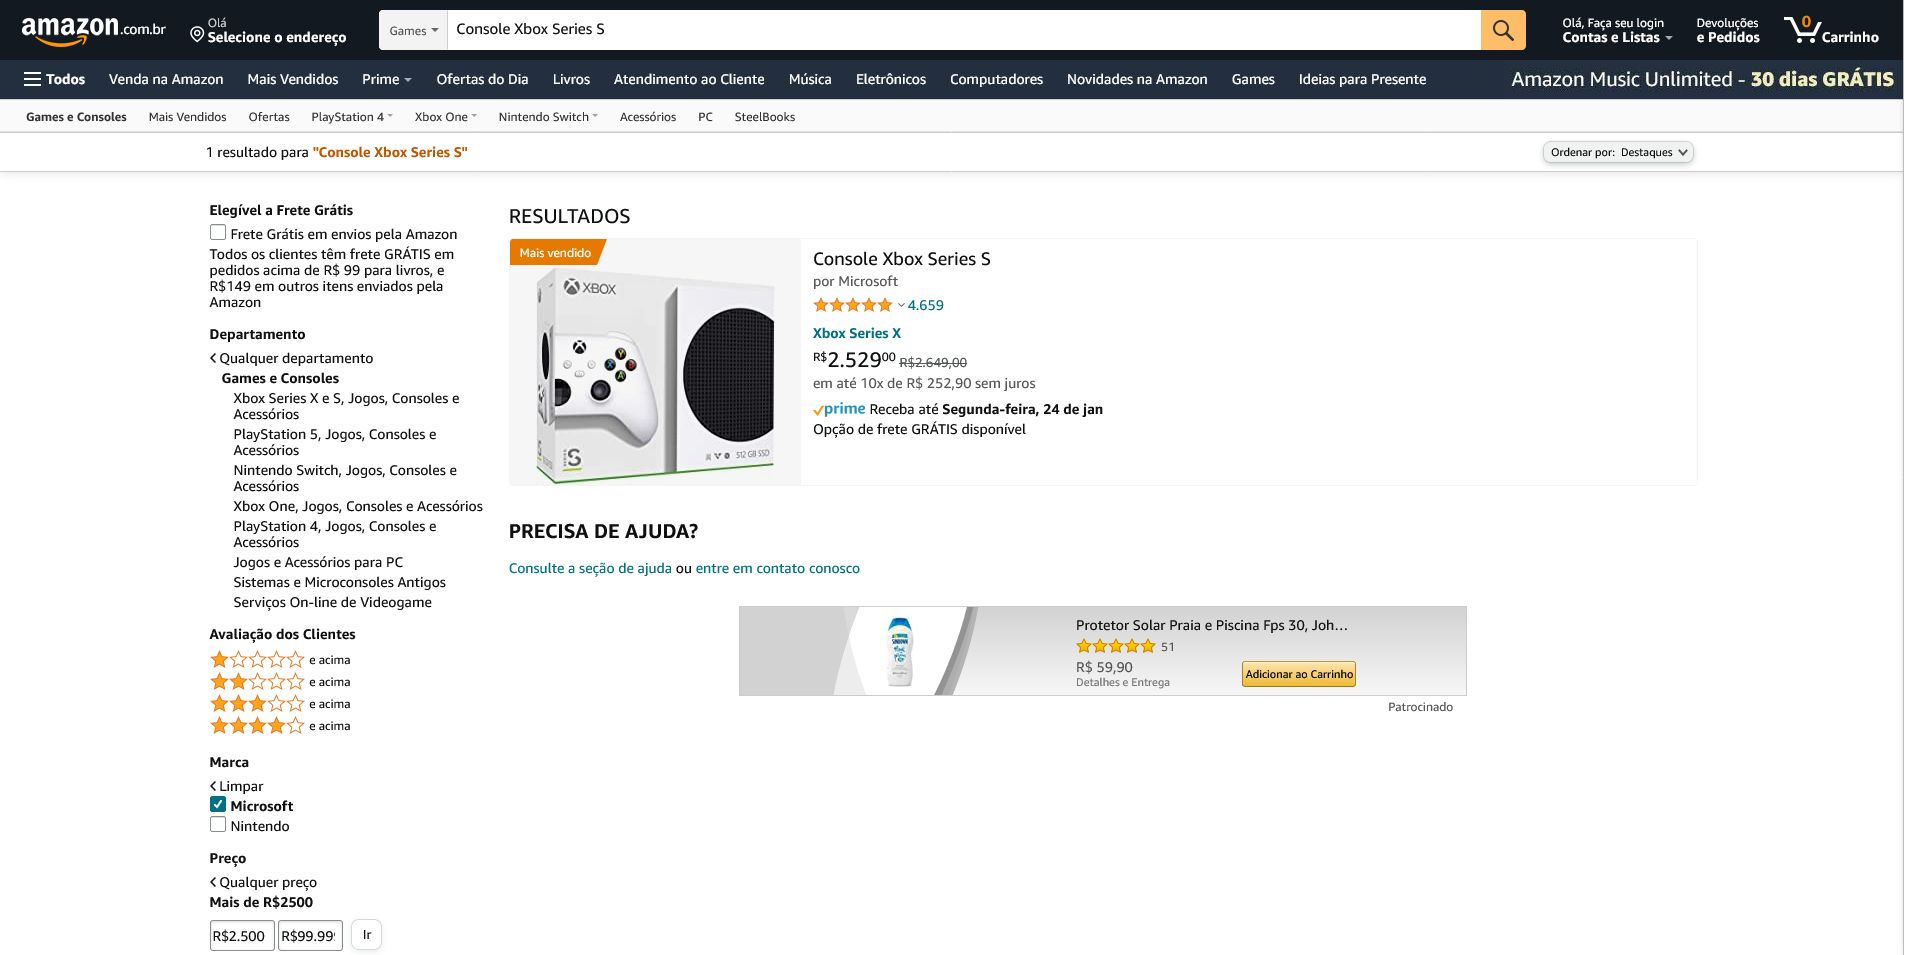 amazon.com.br
Olá
Selecione o endereço
Games
Console Xbox Series S
Olá, Faça seu login
Contas e Listas
Devoluções
e Pedidos
0
Carrinho
Todos
Venda na Amazon
Mais Vendidos
Prime
Ofertas do Dia
Livros
Atendimento ao Cliente
Música
Eletrônicos
Computadores
Novidades na Amazon
Games
Ideias para Presente
Amazon Music Unlimited - 30 dias GRÁTIS
Games e Consoles
Mais Vendidos
Ofertas
PlayStation 4
Xbox One
Nintendo Switch
Acessórios
PC
SteelBooks
1 resultado para "Console Xbox Series S"
Ordenar por: Destaques
Elegível a Frete Grátis
Frete Grátis em envios pela Amazon
Todos os clientes têm frete GRÁTIS em
pedidos acima de R$ 99 para livros, e
R$149 em outros itens enviados pela
Amazon
Departamento
Qualquer departamento
Games e Consoles
Xbox Series X e S, Jogos, Consoles e
Acessórios
PlayStation 5, Jogos, Consoles e
Acessórios
Nintendo Switch, Jogos, Consoles e
Acessórios
Xbox One, Jogos, Consoles e Acessórios
PlayStation 4, Jogos, Consoles e
Acessórios
Jogos e Acessórios para PC
Sistemas e Microconsoles Antigos
Serviços On-line de Videogame
Avaliação dos Clientes
e acima
e acima
e acima
e acima
Marca
Limpar
Microsoft
Nintendo
Preço
Qualquer preço
Mais de R$2500
R$2.500
R$99.99
Ir
RESULTADOS
Mais vendido
XBOX
Y
X
B
A
SERIES
S
512 GB SSD
Console Xbox Series S
por Microsoft
4.659
Xbox Series X
R$2.52900 R$2.649,00
em até 10x de R$ 252,90 sem juros
prime Receba até Segunda-feira, 24 de jan
Opção de frete GRÁTIS disponível
PRECISA DE AJUDA?
Consulte a seção de ajuda ou entre em contato conosco
SUNDOWN
Protetor Solar Praia e Piscina Fps 30, Joh...
51
R$ 59,90
Detalhes e Entrega
Adicionar ao Carrinho
Patrocinado